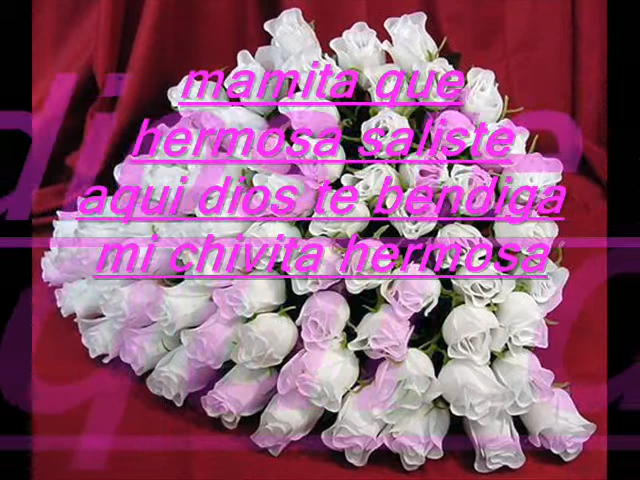 mamita que
hermosa saliste
aqui dios te bendiga
mi chivita hermosa